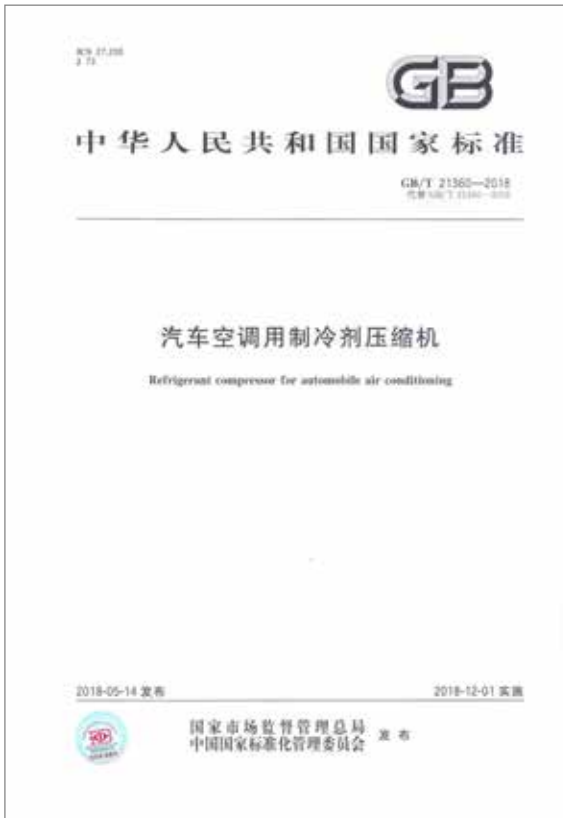 GB
中华人民共和国国家标准
GB/T 21360—2018
汽车空调用制冷剂压缩机
Refrigerant compressor for automobile air conditioning
2018-05-14 发布
2018-12-01 实施
国家市场监督管理总局
中国国家标准化管理委员会
发布